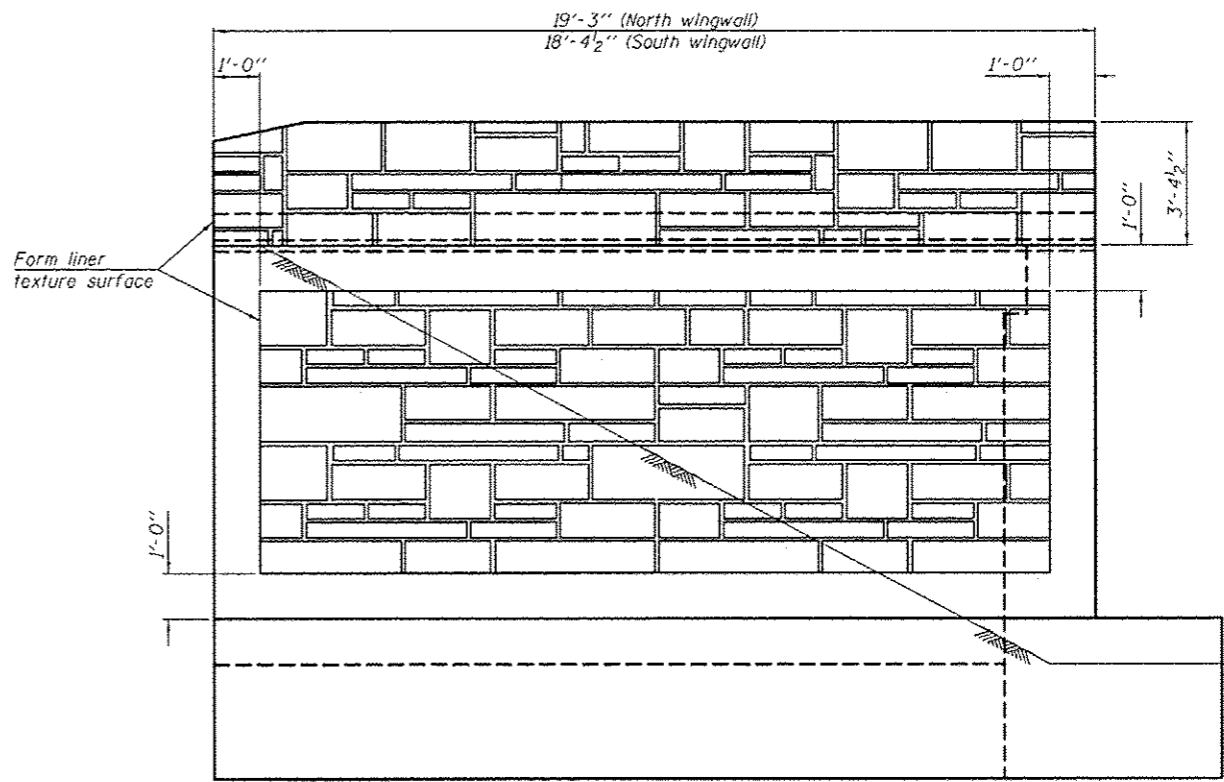 19'-3" (North wingwall)
18'-4½" (South wingwall)
1'-0"
1'-0"
1'-0"
3'-4½"
Form liner
texture surface
1'-0"